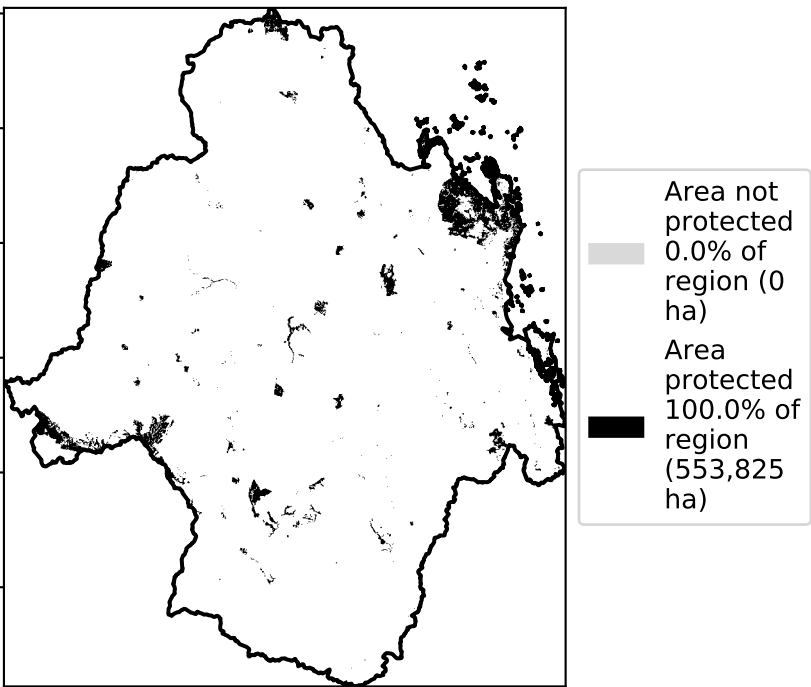 Area not
protected
0.0% of
region (0
ha)
Area
protected
100.0% of
region
(553,825
ha)